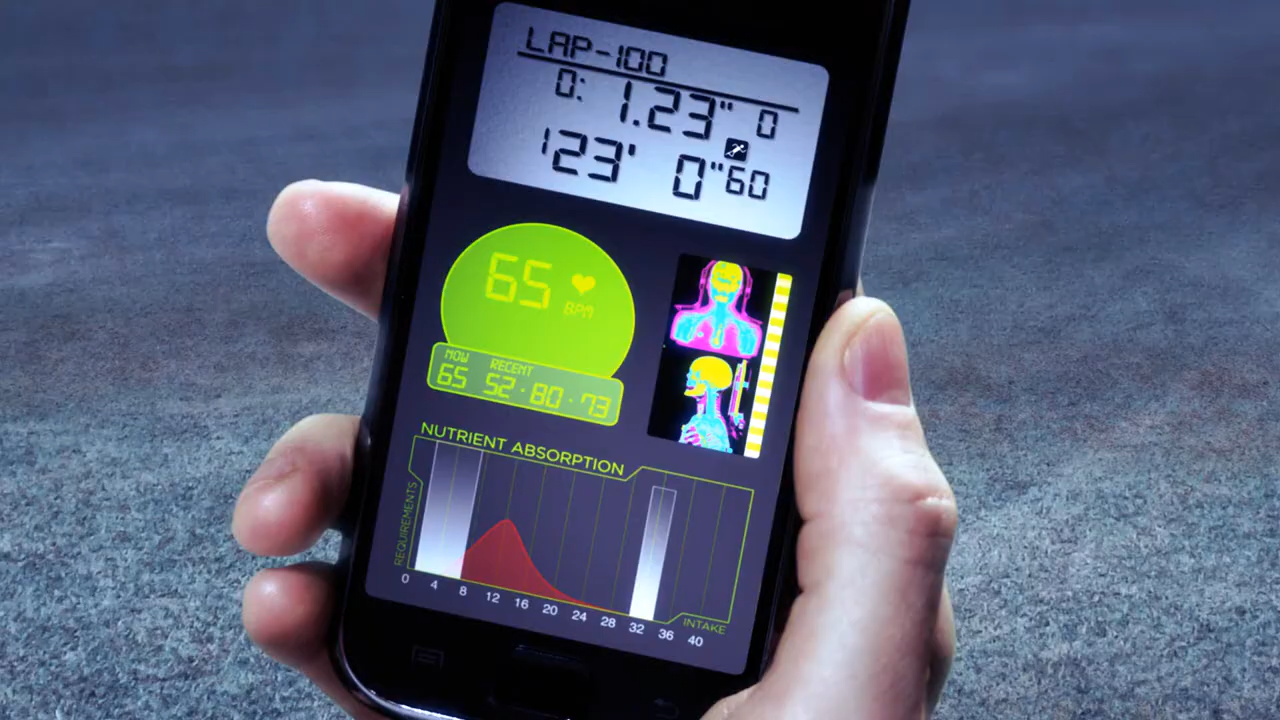 LAP-100
0: 1.23" 0
123' 0"60
65
BPM
NOW RECENT
65 52·80·73
NUTRIENT ABSORPTION
REQUIREMENTS
0 4 8 12 16 20 24 28 32 36 40
INTAKE